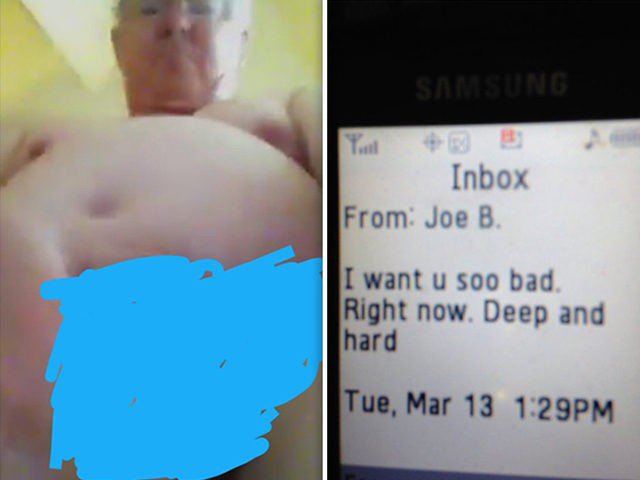 SAMSUNG
Inbox
From: Joe B.
I want u soo bad.
Right now. Deep and
hard
Tue, Mar 13 1:29PM